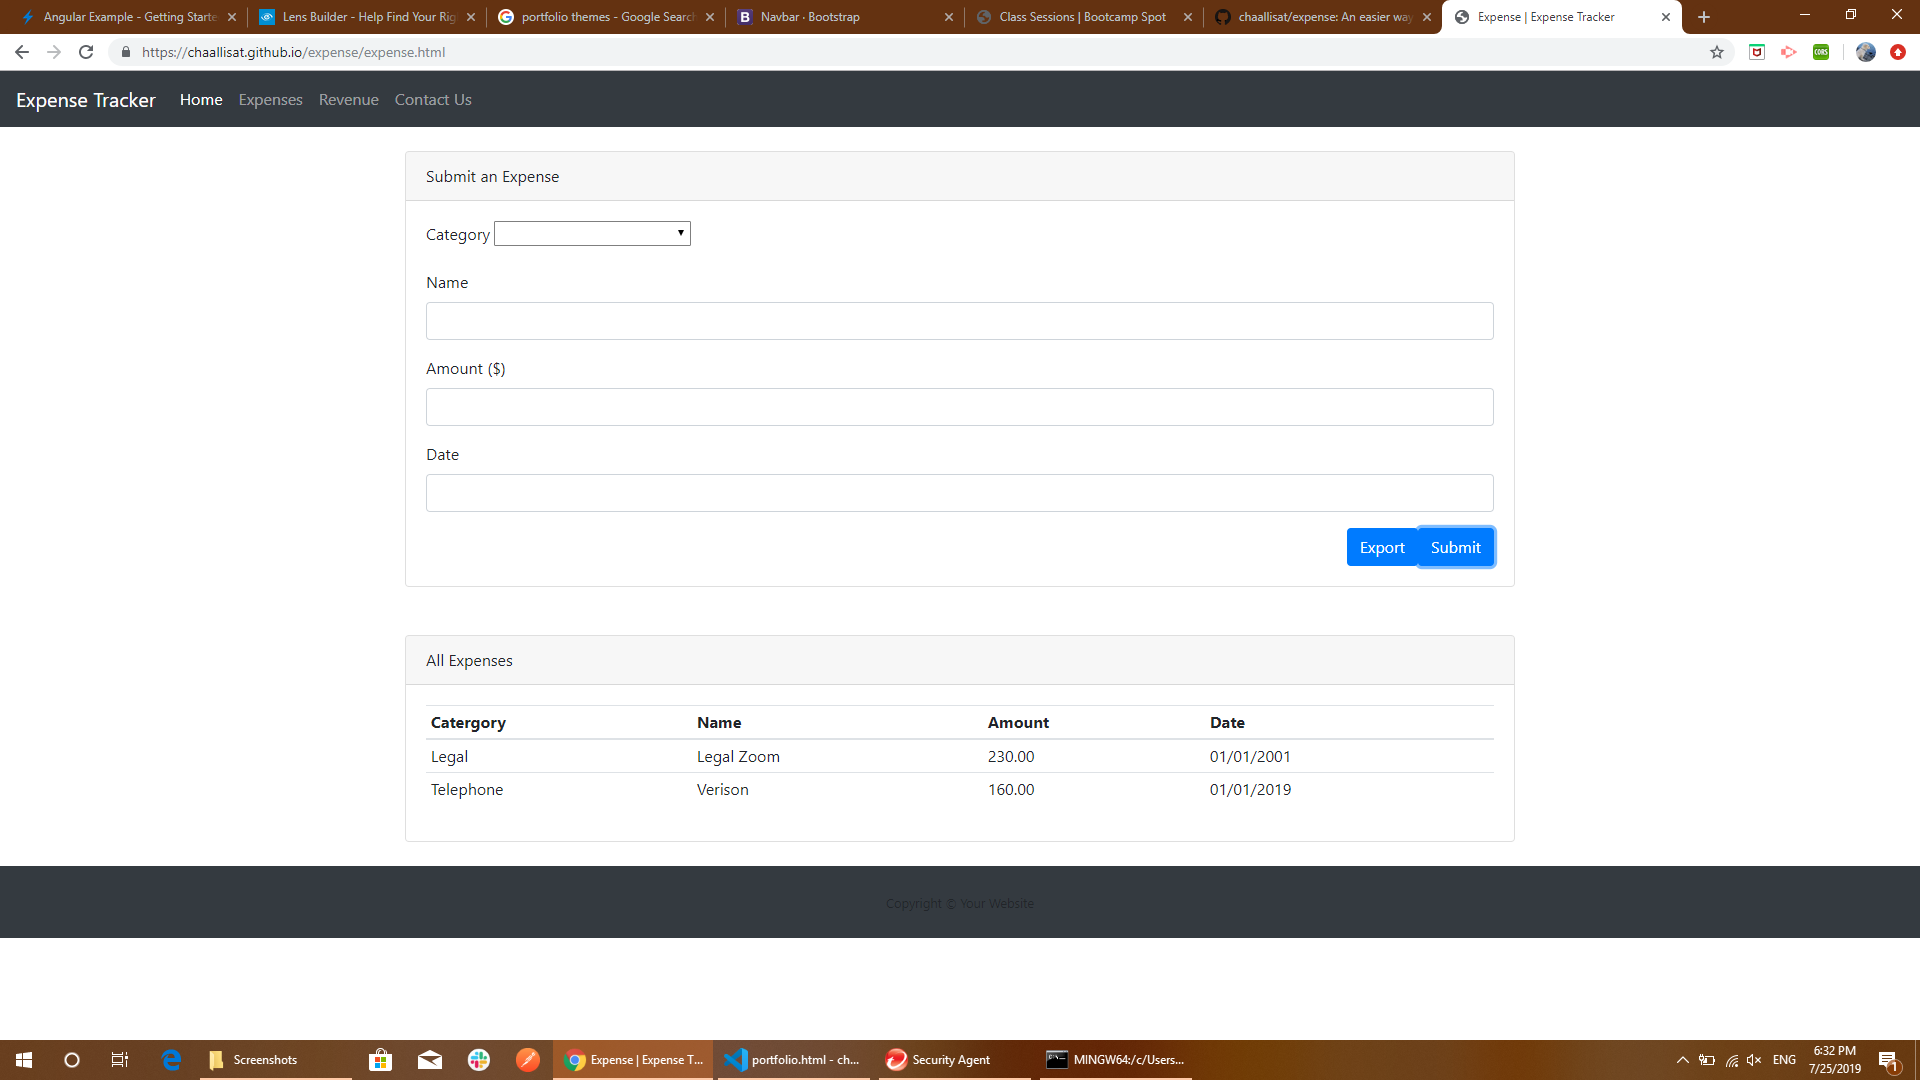 Angular Example - Getting Starte
Lens Builder - Help Find Your Rig
portfolio themes - Google Search
Navbar · Bootstrap
Class Sessions | Bootcamp Spot
chaallisat/expense: An easier way
Expense | Expense Tracker
https://chaallisat.github.io/expense/expense.html
CORS
Expense Tracker Home Expenses Revenue Contact Us
Submit an Expense
Category
Name
Amount ($)
Date
Export Submit
All Expenses
Catergory Name Amount Date
Legal Legal Zoom 230.00 01/01/2001
Telephone Verison 160.00 01/01/2019
Copyright © Your Website
Screenshots
Expense | Expense T...
portfolio.html - ch...
Security Agent
MINGW64:/c/Users...
ENG
6:32 PM
7/25/2019
1